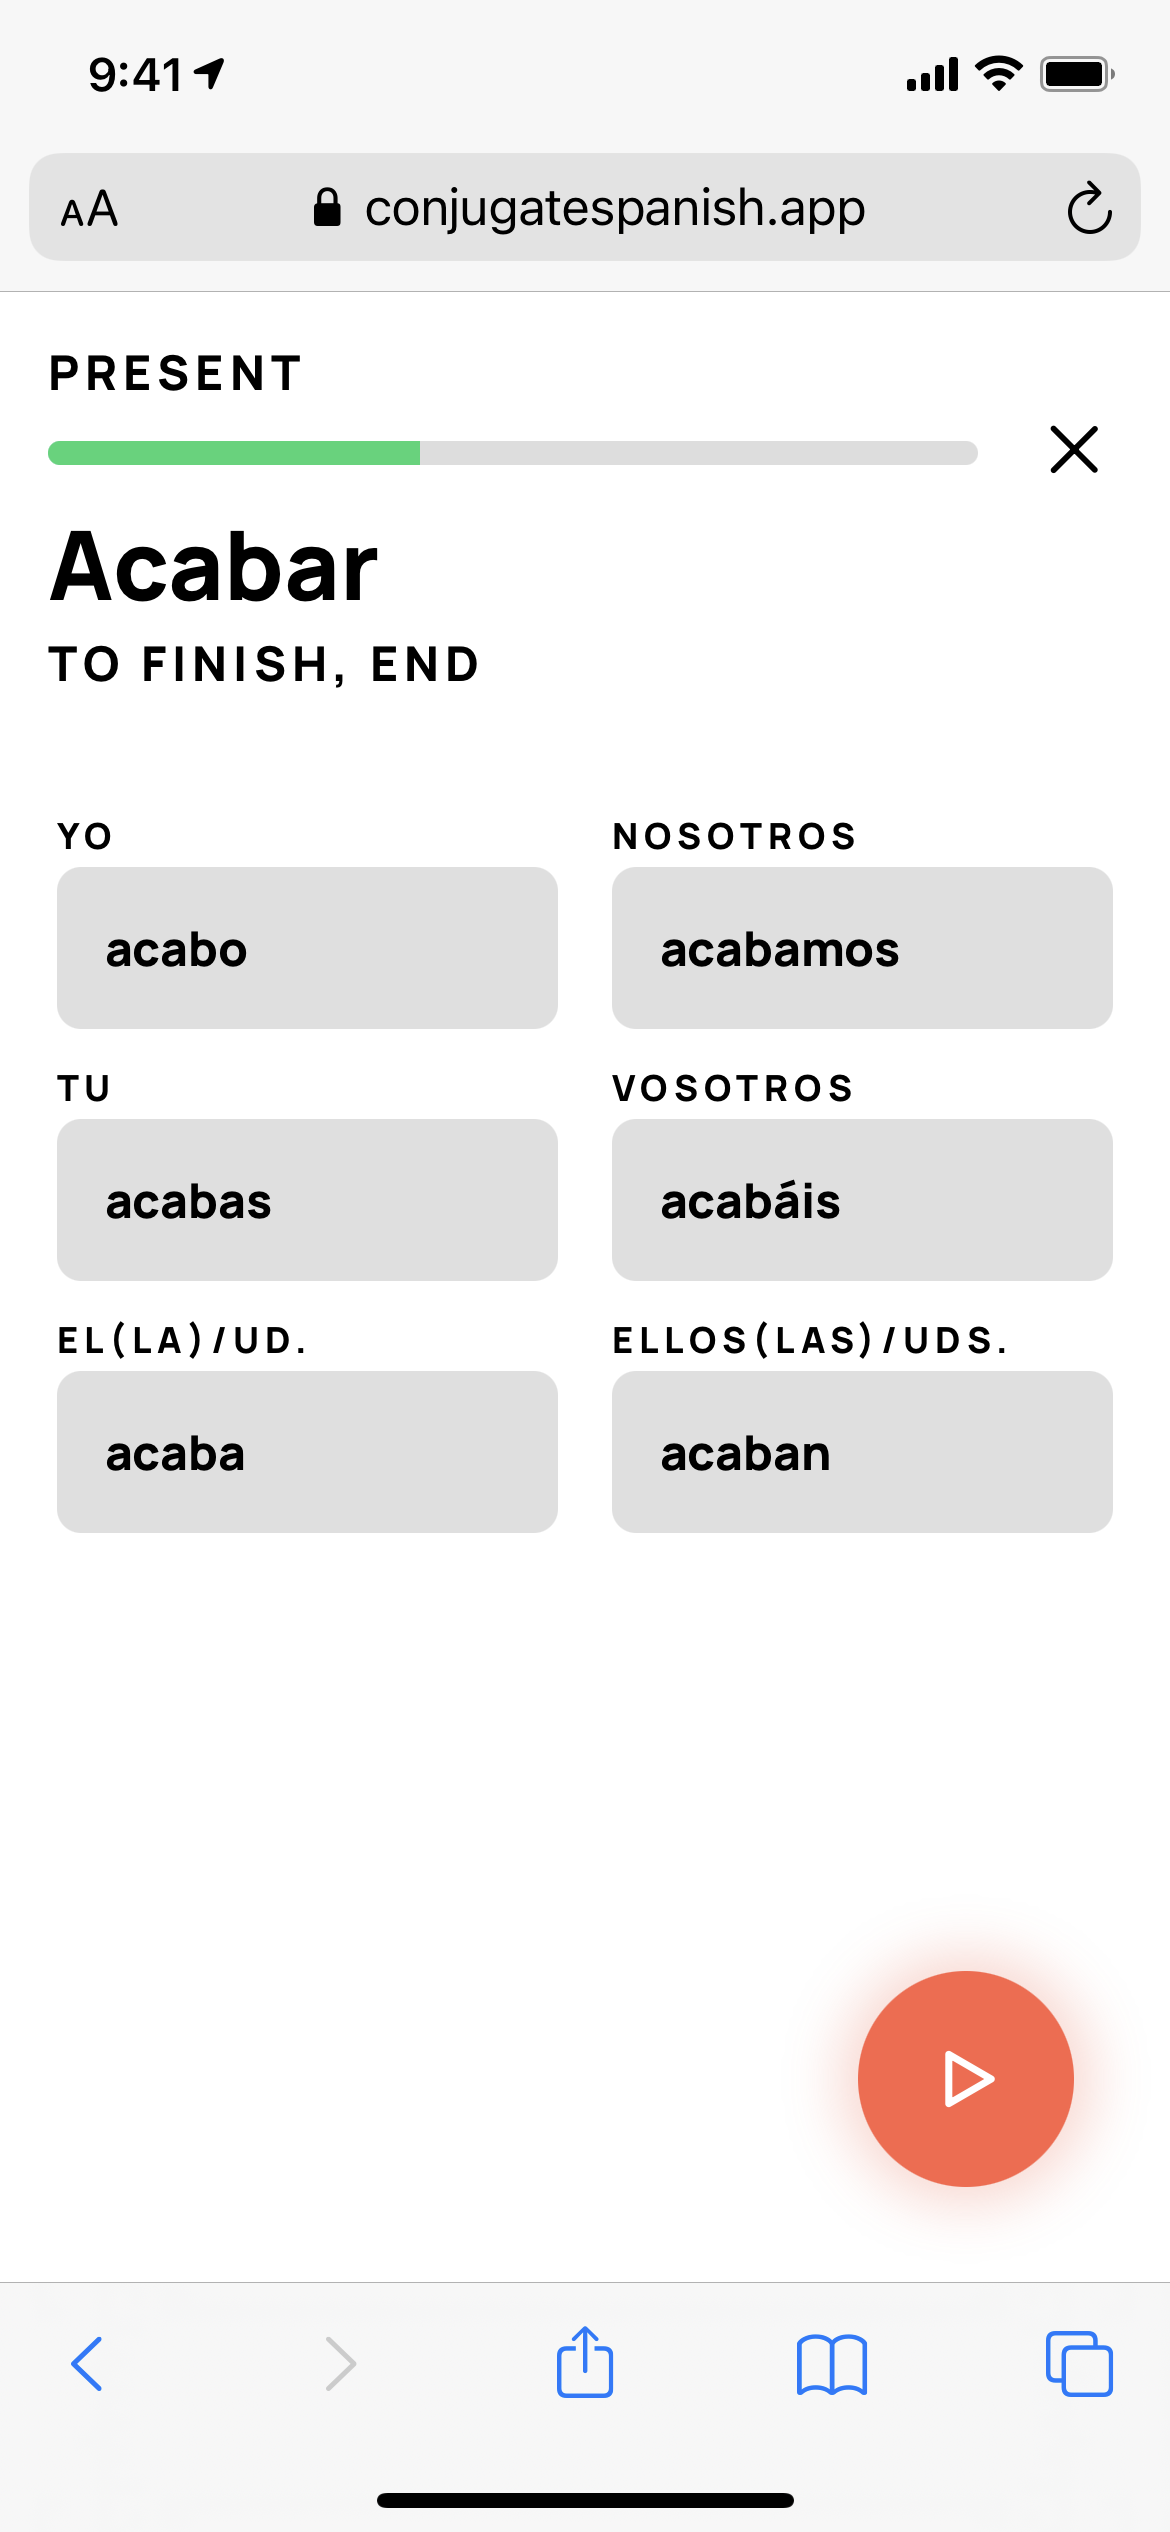 9:41
AA conjugatespanish.app
PRESENT
Acabar
TO FINISH, END
YO
acabo
NOSOTROS
acabamos
TU
acabas
VOSOTROS
acabáis
EL(LA)/UD.
acaba
ELLOS(LAS)/UDS.
acaban